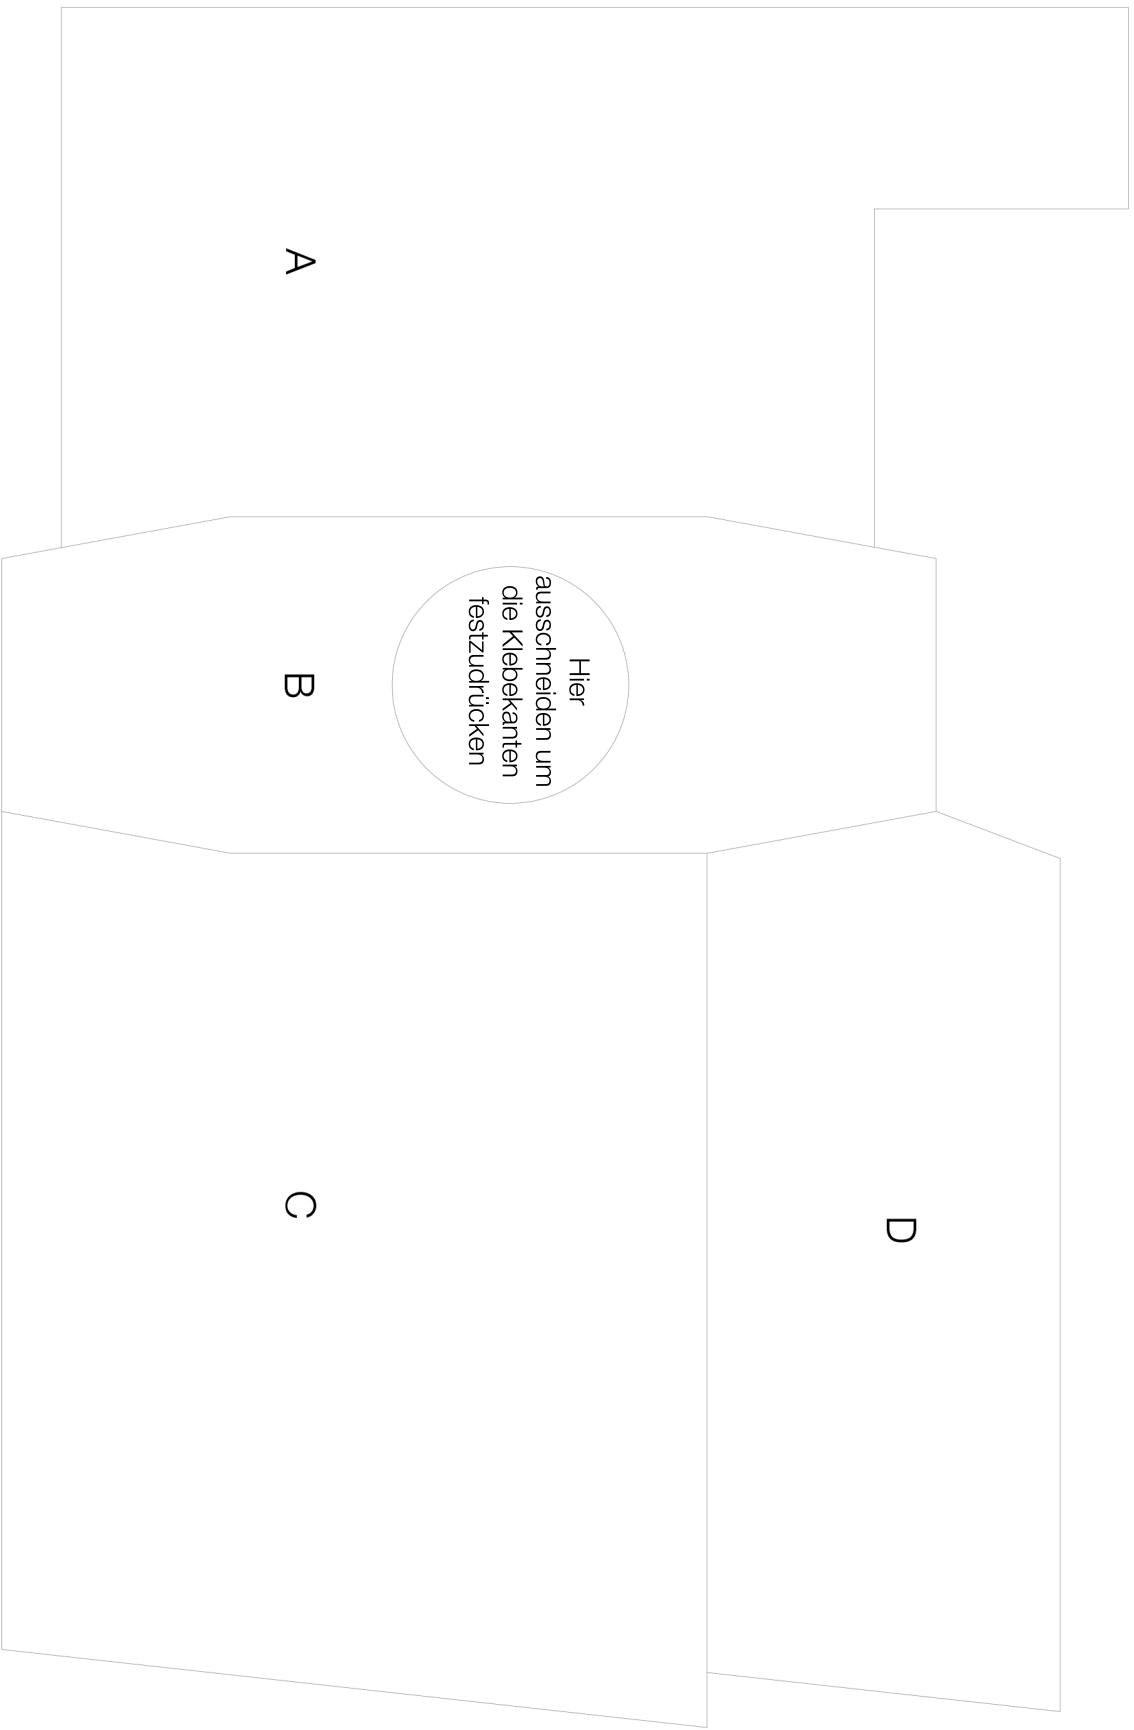 A
B
Hier
ausschneiden um
die Klebekanten
festzudrücken
C
D